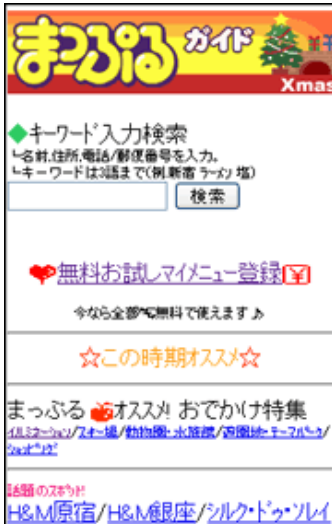 まっぷるガイド
Xmas
◆キーワード入力検索
┗名前,住所,電話/郵便番号を入力｡
┗キーワードは3語まで(例.新宿 ラーメン 塩)
検索
無料お試しマイメニュー登録¥
今なら全部無料で使えます♪
☆この時期オススメ☆
まっぷるオススメ! おでかけ特集
イルミネーション/スキー場/動物園･水族館/遊園地･テーマパーク/
ショッピング
話題のスポット!
H&M原宿/H&M銀座/シルク･ドゥ･ソレイ